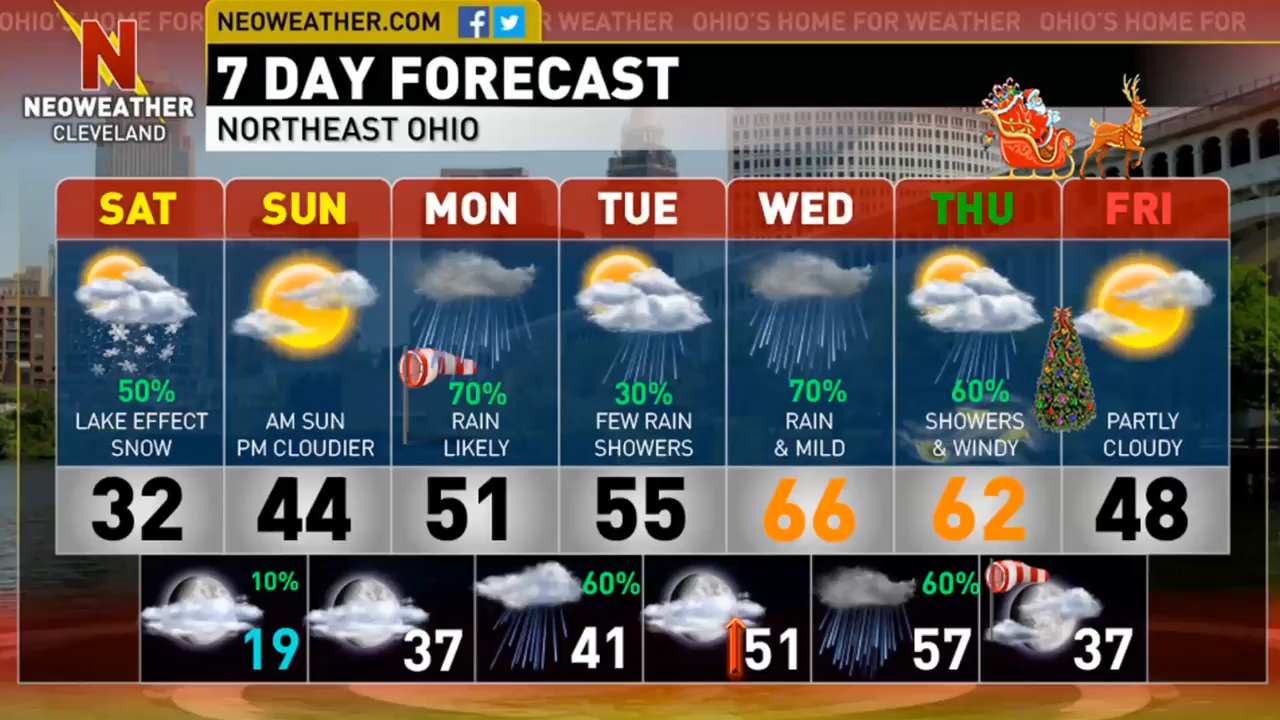 OHIO'S HOME FOR WEATHER OHIO'S HOME FOR WEATHER OHIO'S HOME FOR
NEOWEATHER.COM
N
NEOWEATHER
CLEVELAND
7 DAY FORECAST
NORTHEAST OHIO
SAT SUN MON TUE WED THU FRI
50% 70% 30% 70% 60%
LAKE EFFECT AM SUN RAIN FEW RAIN RAIN SHOWERS PARTLY
SNOW PM CLOUDIER LIKELY SHOWERS & MILD & WINDY CLOUDY
32 44 51 55 66 62 48
10% 60% 60%
19 37 41 51 57 37